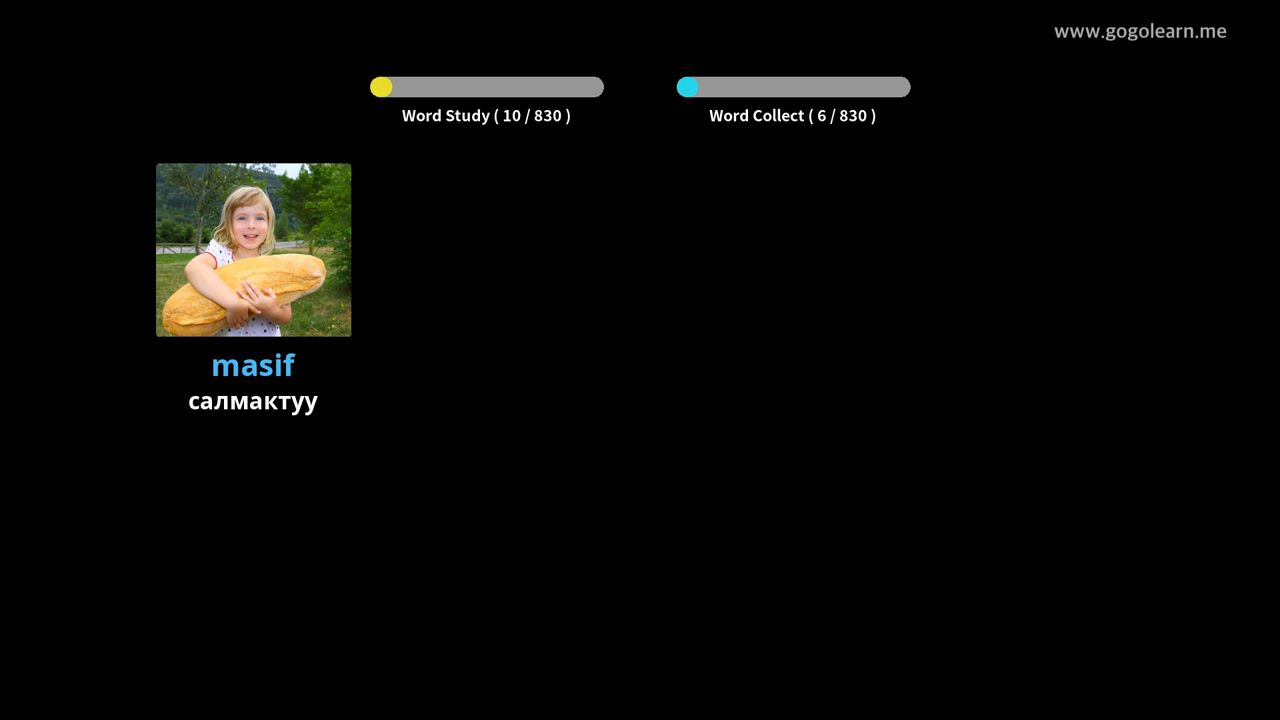 www.gogolearn.me
Word Study ( 10 / 830 )
Word Collect ( 6 / 830 )
masif
салмактуу